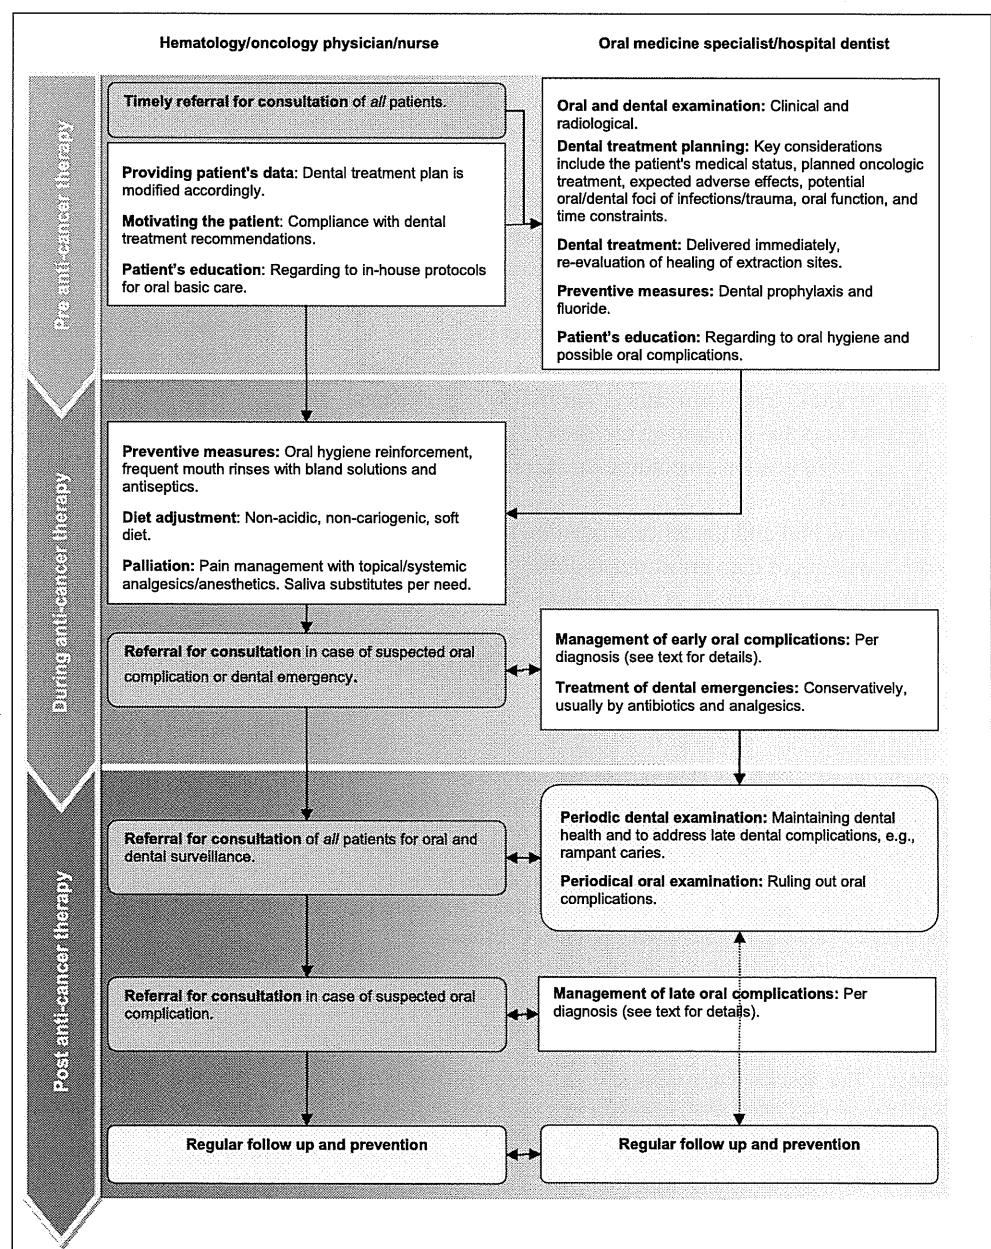 Hematology/oncology physician/nurse
Oral medicine specialist/hospital dentist
Pre anti-cancer therapy
Timely referral for consultation of all patients.
Providing patient's data: Dental treatment plan is
modified accordingly.
Motivating the patient: Compliance with dental
treatment recommendations.
Patient's education: Regarding to in-house protocols
for oral basic care.
Oral and dental examination: Clinical and
radiological.
Dental treatment planning: Key considerations
include the patient's medical status, planned oncologic
treatment, expected adverse effects, potential
oral/dental foci of infections/trauma, oral function, and
time constraints.
Dental treatment: Delivered immediately,
re-evaluation of healing of extraction sites.
Preventive measures: Dental prophylaxis and
fluoride.
Patient's education: Regarding to oral hygiene and
possible oral complications.
During anti-cancer therapy
Preventive measures: Oral hygiene reinforcement,
frequent mouth rinses with bland solutions and
antiseptics.
Diet adjustment: Non-acidic, non-cariogenic, soft
diet.
Palliation: Pain management with topical/systemic
analgesics/anesthetics. Saliva substitutes per need.
Referral for consultation in case of suspected oral
complication or dental emergency.
Management of early oral complications: Per
diagnosis (see text for details).
Treatment of dental emergencies: Conservatively,
usually by antibiotics and analgesics.
Post anti-cancer therapy
Referral for consultation of all patients for oral and
dental surveillance.
Periodic dental examination: Maintaining dental
health and to address late dental complications, e.g.,
rampant caries.
Periodical oral examination: Ruling out oral
complications.
Referral for consultation in case of suspected oral
complication.
Management of late oral complications: Per
diagnosis (see text for details).
Regular follow up and prevention
Regular follow up and prevention